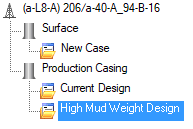 (a-L8-A) 206/a-40-A_94-B-16
Surface
New Case
Production Casing
Current Design
High Mud Weight Design